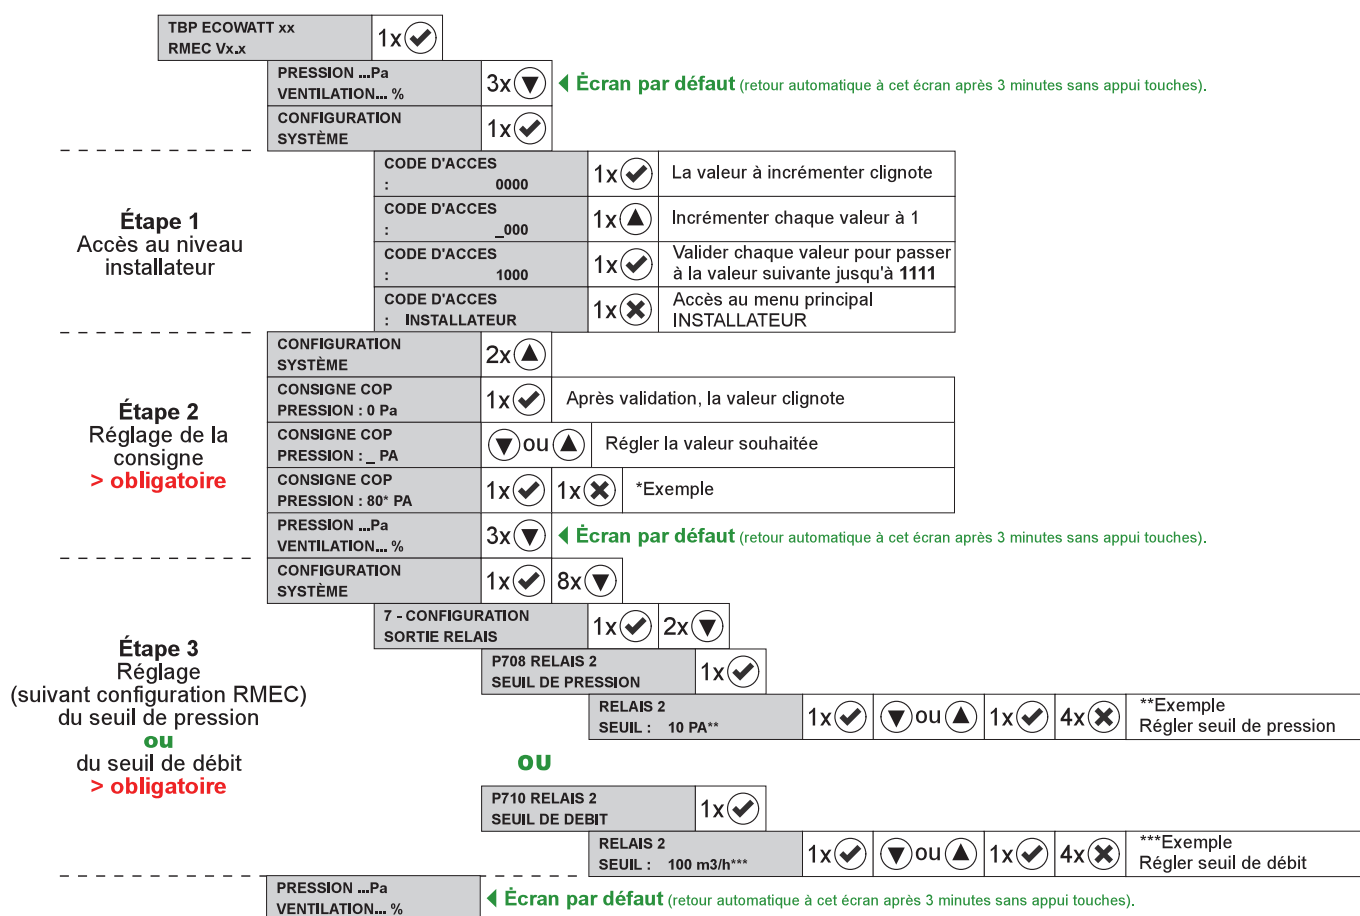 TBP ECOWATT xx
RMEC Vx.x
1x
PRESSION ...Pa
VENTILATION... %
3x
Écran par défaut (retour automatique à cet écran après 3 minutes sans appui touches).
CONFIGURATION
SYSTÈME
1x
Étape 1
Accès au niveau
installateur
CODE D'ACCES
: 0000
1x
La valeur à incrémenter clignote
CODE D'ACCES
: _000
1x
Incrémenter chaque valeur à 1
CODE D'ACCES
: 1000
1x
Valider chaque valeur pour passer
à la valeur suivante jusqu'à 1111
CODE D'ACCES
: INSTALLATEUR
1x
Accès au menu principal
INSTALLATEUR
Étape 2
Réglage de la
consigne
> obligatoire
CONFIGURATION
SYSTÈME
2x
CONSIGNE COP
PRESSION : 0 Pa
1x
Après validation, la valeur clignote
CONSIGNE COP
PRESSION : _ PA
ou
Régler la valeur souhaitée
CONSIGNE COP
PRESSION : 80* PA
1x 1x
*Exemple
PRESSION ...Pa
VENTILATION... %
3x
Écran par défaut (retour automatique à cet écran après 3 minutes sans appui touches).
Étape 3
Réglage
(suivant configuration RMEC)
du seuil de pression
ou
du seuil de débit
> obligatoire
CONFIGURATION
SYSTÈME
1x 8x
7 - CONFIGURATION
SORTIE RELAIS
1x 2x
P708 RELAIS 2
SEUIL DE PRESSION
1x
RELAIS 2
SEUIL : 10 PA**
1x ou 1x 4x
**Exemple
Régler seuil de pression
OU
P710 RELAIS 2
SEUIL DE DEBIT
1x
RELAIS 2
SEUIL : 100 m3/h***
1x ou 1x 4x
***Exemple
Régler seuil de débit
PRESSION ...Pa
VENTILATION... %
Écran par défaut (retour automatique à cet écran après 3 minutes sans appui touches).